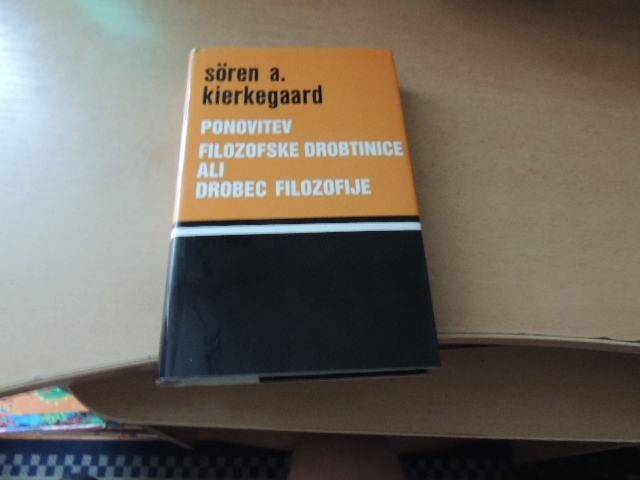 sören a.
kierkegaard
PONOVITEV
FILOZOFSKE DROBTINICE
ALI
DROBEC FILOZOFIJE